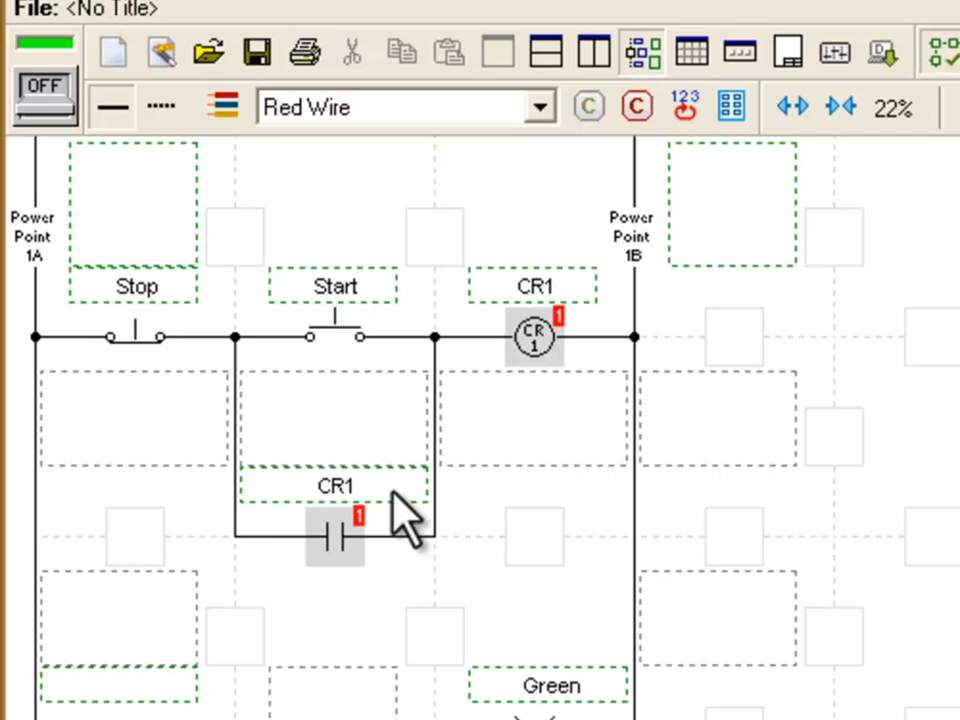 File: <No Title>
OFF
Red Wire
C
C
123
22%
Power
Point
1A
Power
Point
1B
Stop
Start
CR1
CR
1
1
CR1
1
Green